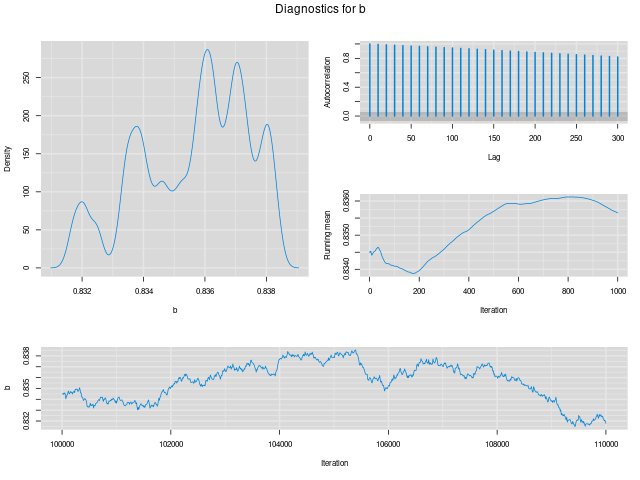 Diagnostics for b
Density
0 50 100 150 200 250
0.832 0.834 0.836 0.838
b
Autocorrelation
0.0 0.4 0.8
0 50 100 150 200 250 300
Lag
Running mean
0.8340 0.8350 0.8360
0 200 400 600 800 1000
Iteration
b
0.832 0.835 0.838
100000 102000 104000 106000 108000 110000
Iteration